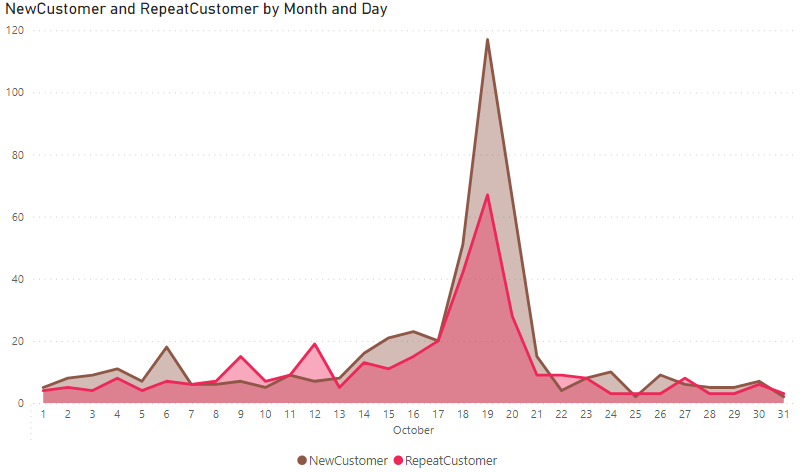 NewCustomer and RepeatCustomer by Month and Day
120
100
80
60
40
20
0
1 2 3 4 5 6 7 8 9 10 11 12 13 14 15 16 17 18 19 20 21 22 23 24 25 26 27 28 29 30 31
October
NewCustomer RepeatCustomer